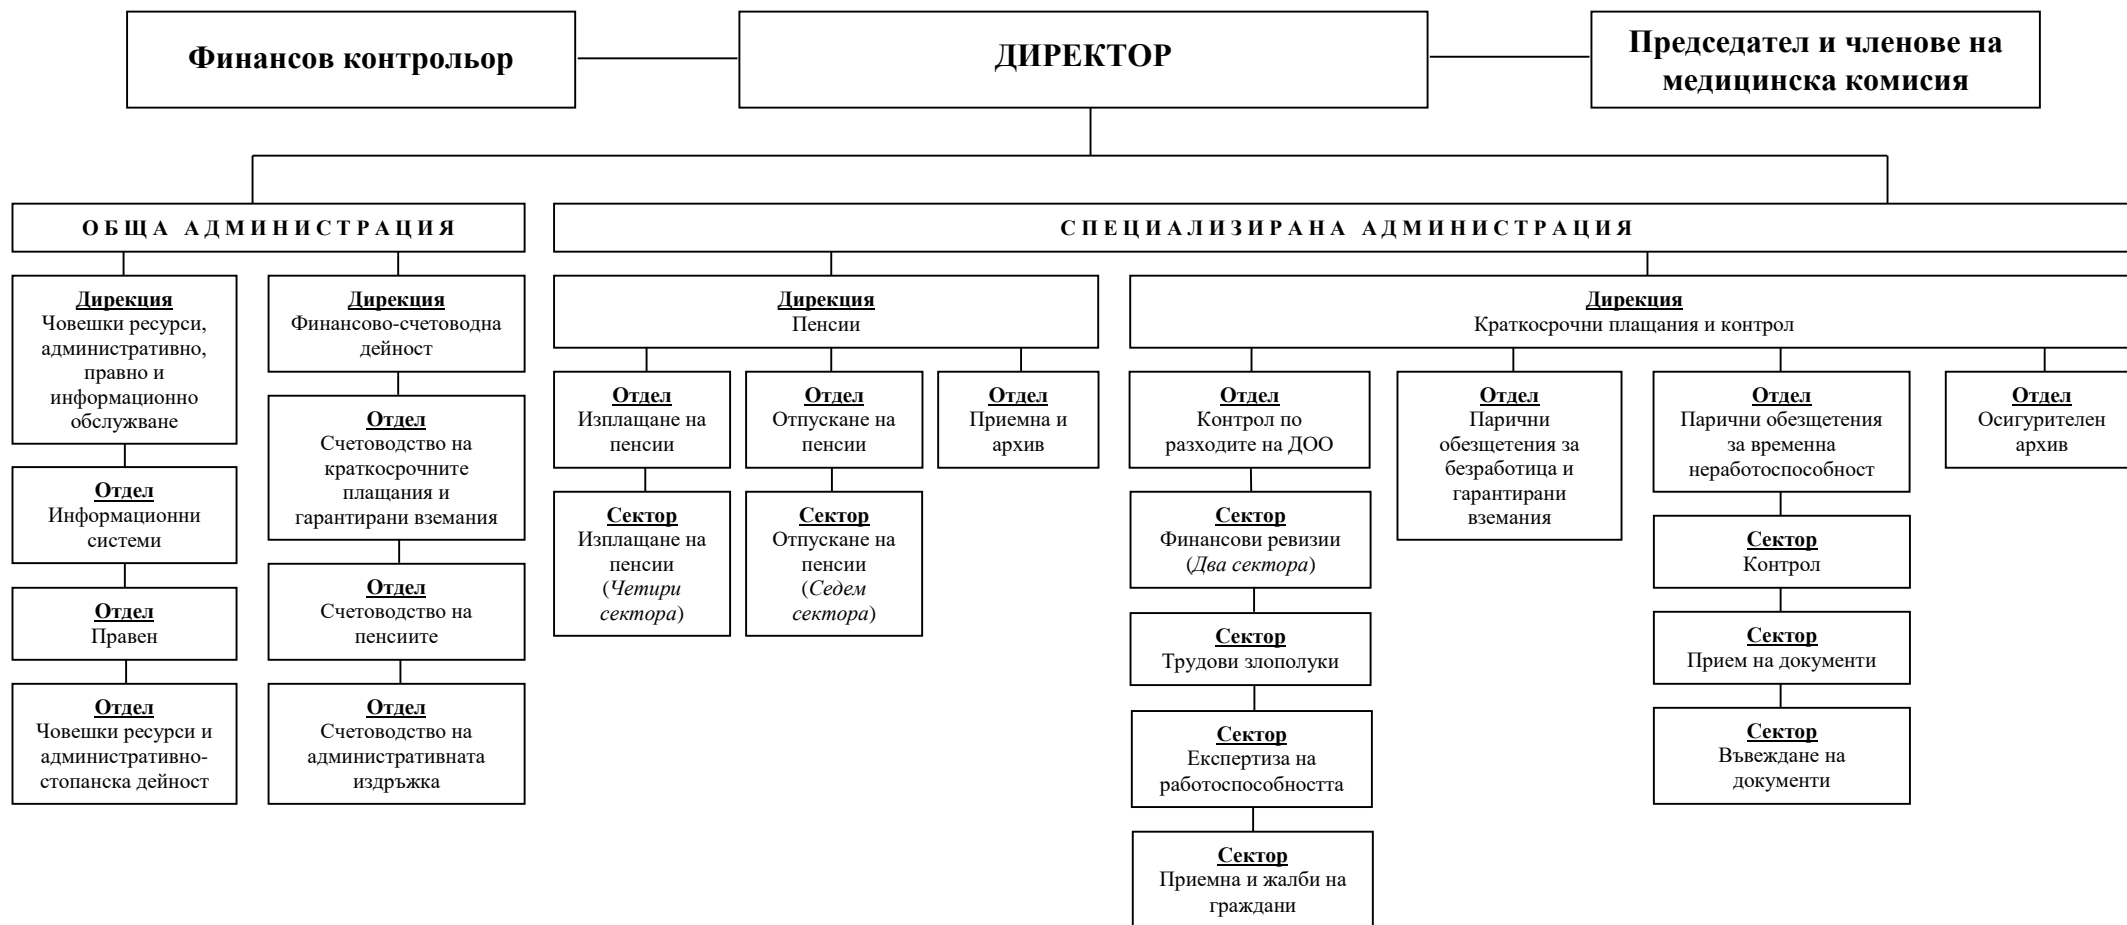 Финансов контрольор
ДИРЕКТОР
Председател и членове на
медицинска комисия
ОБЩА АДМИНИСТРАЦИЯ
СПЕЦИАЛИЗИРАНА АДМИНИСТРАЦИЯ
Дирекция
Човешки ресурси,
административно,
правно и
информационно
обслужване
Отдел
Информационни
системи
Отдел
Правен
Отдел
Човешки ресурси и
административно-
стопанска дейност
Дирекция
Финансово-счетоводна
дейност
Отдел
Счетоводство на
краткосрочните
плащания и
гарантирани вземания
Отдел
Счетоводство на
пенсиите
Отдел
Счетоводство на
административната
издръжка
Дирекция
Пенсии
Отдел
Изплащане на
пенсии
Сектор
Изплащане на
пенсии
(Четири
сектора)
Отдел
Отпускане на
пенсии
Сектор
Отпускане на
пенсии
(Седем
сектора)
Отдел
Приемна и
архив
Дирекция
Краткосрочни плащания и контрол
Отдел
Контрол по
разходите на ДОО
Сектор
Финансови ревизии
(Два сектора)
Сектор
Трудови злополуки
Сектор
Експертиза на
работоспособността
Сектор
Приемна и жалби на
граждани
Отдел
Парични
обезщетения за
безработица и
гарантирани
вземания
Отдел
Парични обезщетения
за временна
неработоспособност
Сектор
Контрол
Сектор
Прием на документи
Сектор
Въвеждане на
документи
Отдел
Осигурителен
архив